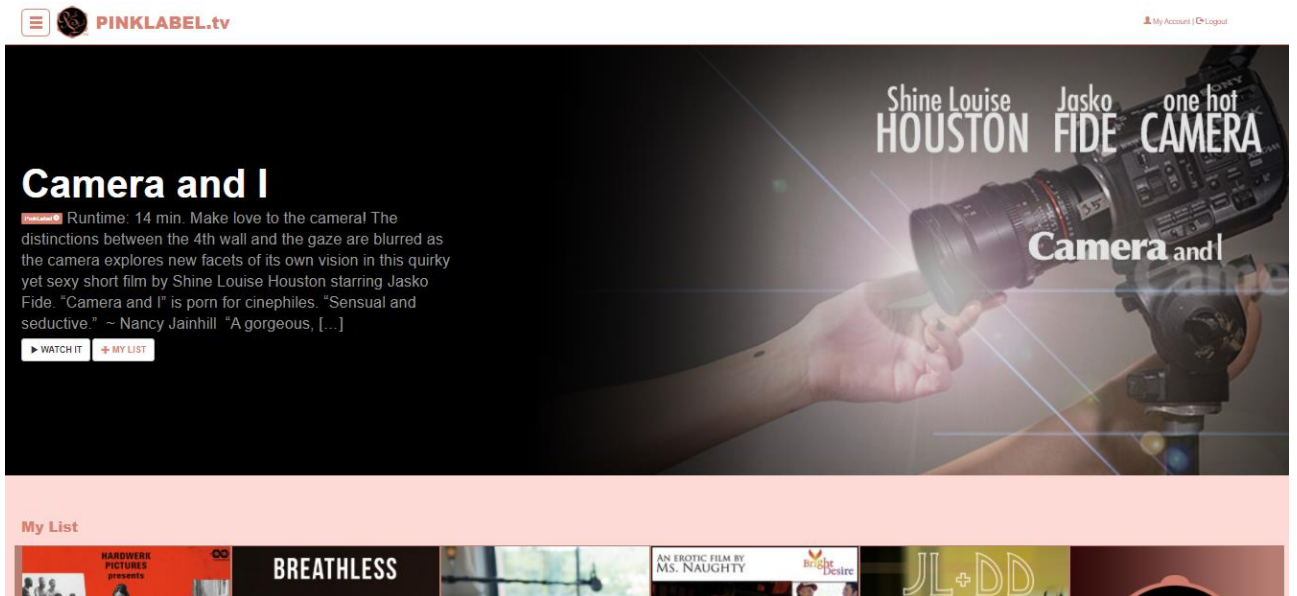 PINKLABEL.tv
My Account | Logout
Shine Louise Jasko one hot
HOUSTON FIDE CAMERA
SONY
35
Camera and I
Camera and I
PinkLabel Runtime: 14 min. Make love to the camera! The
distinctions between the 4th wall and the gaze are blurred as
the camera explores new facets of its own vision in this quirky
yet sexy short film by Shine Louise Houston starring Jasko
Fide. “Camera and I” is porn for cinephiles. “Sensual and
seductive.” ~ Nancy Jainhill “A gorgeous, […]
WATCH IT
+ MY LIST
My List
HARDWERK
PICTURES
presents
BREATHLESS
AN EROTIC FILM BY
MS. NAUGHTY
Bright
Desire
JL+DD